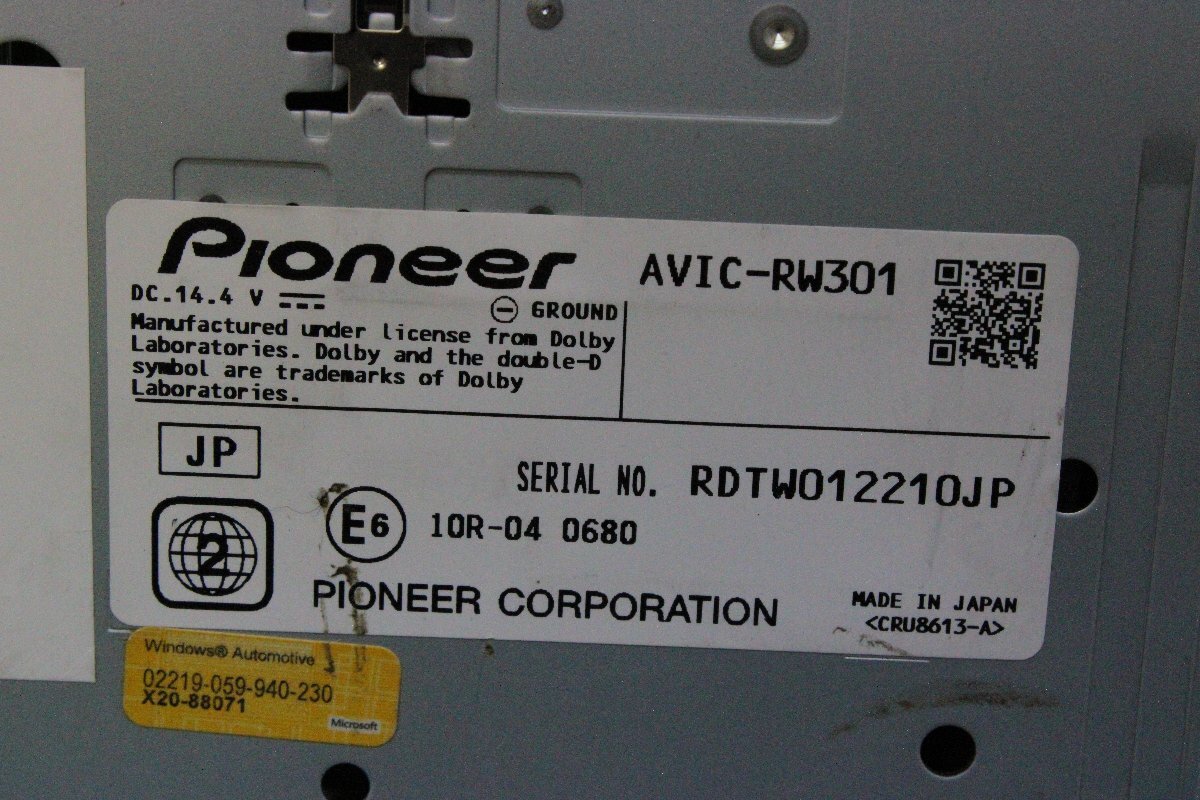 Pioneer
AVIC-RW301
DC.14.4 V
GROUND
Manufactured under license from Dolby
Laboratories. Dolby and the double-D
symbol are trademarks of Dolby
Laboratories.
JP
SERIAL NO. RDTW012210JP
2
E6 10R-04 0680
PIONEER CORPORATION
MADE IN JAPAN
<CRU8613-A>
Windows® Automotive
02219-059-940-230
X20-88071
Microsoft